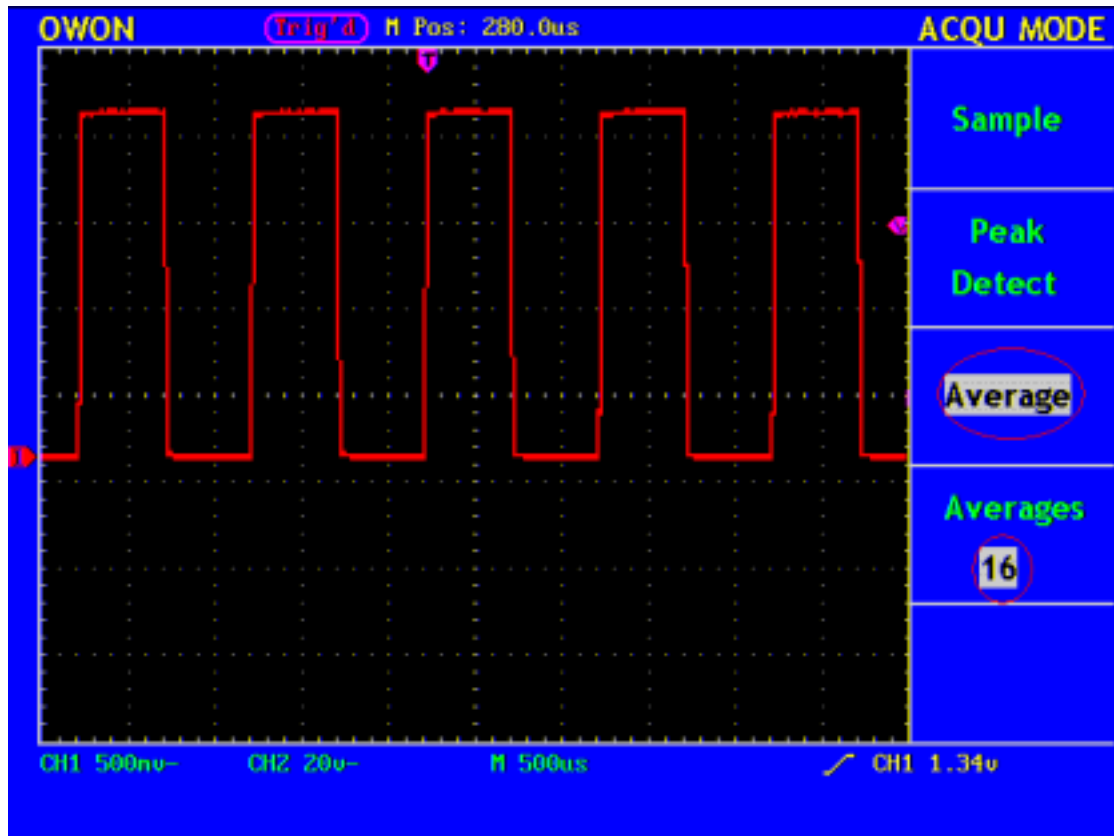 OWON Trig'd M Pos: 280.0us ACQU MODE
T
Sample
Peak
Detect
Average
Averages
16
CH1 500mv- CH2 20v- M 500us CH1 1.34v